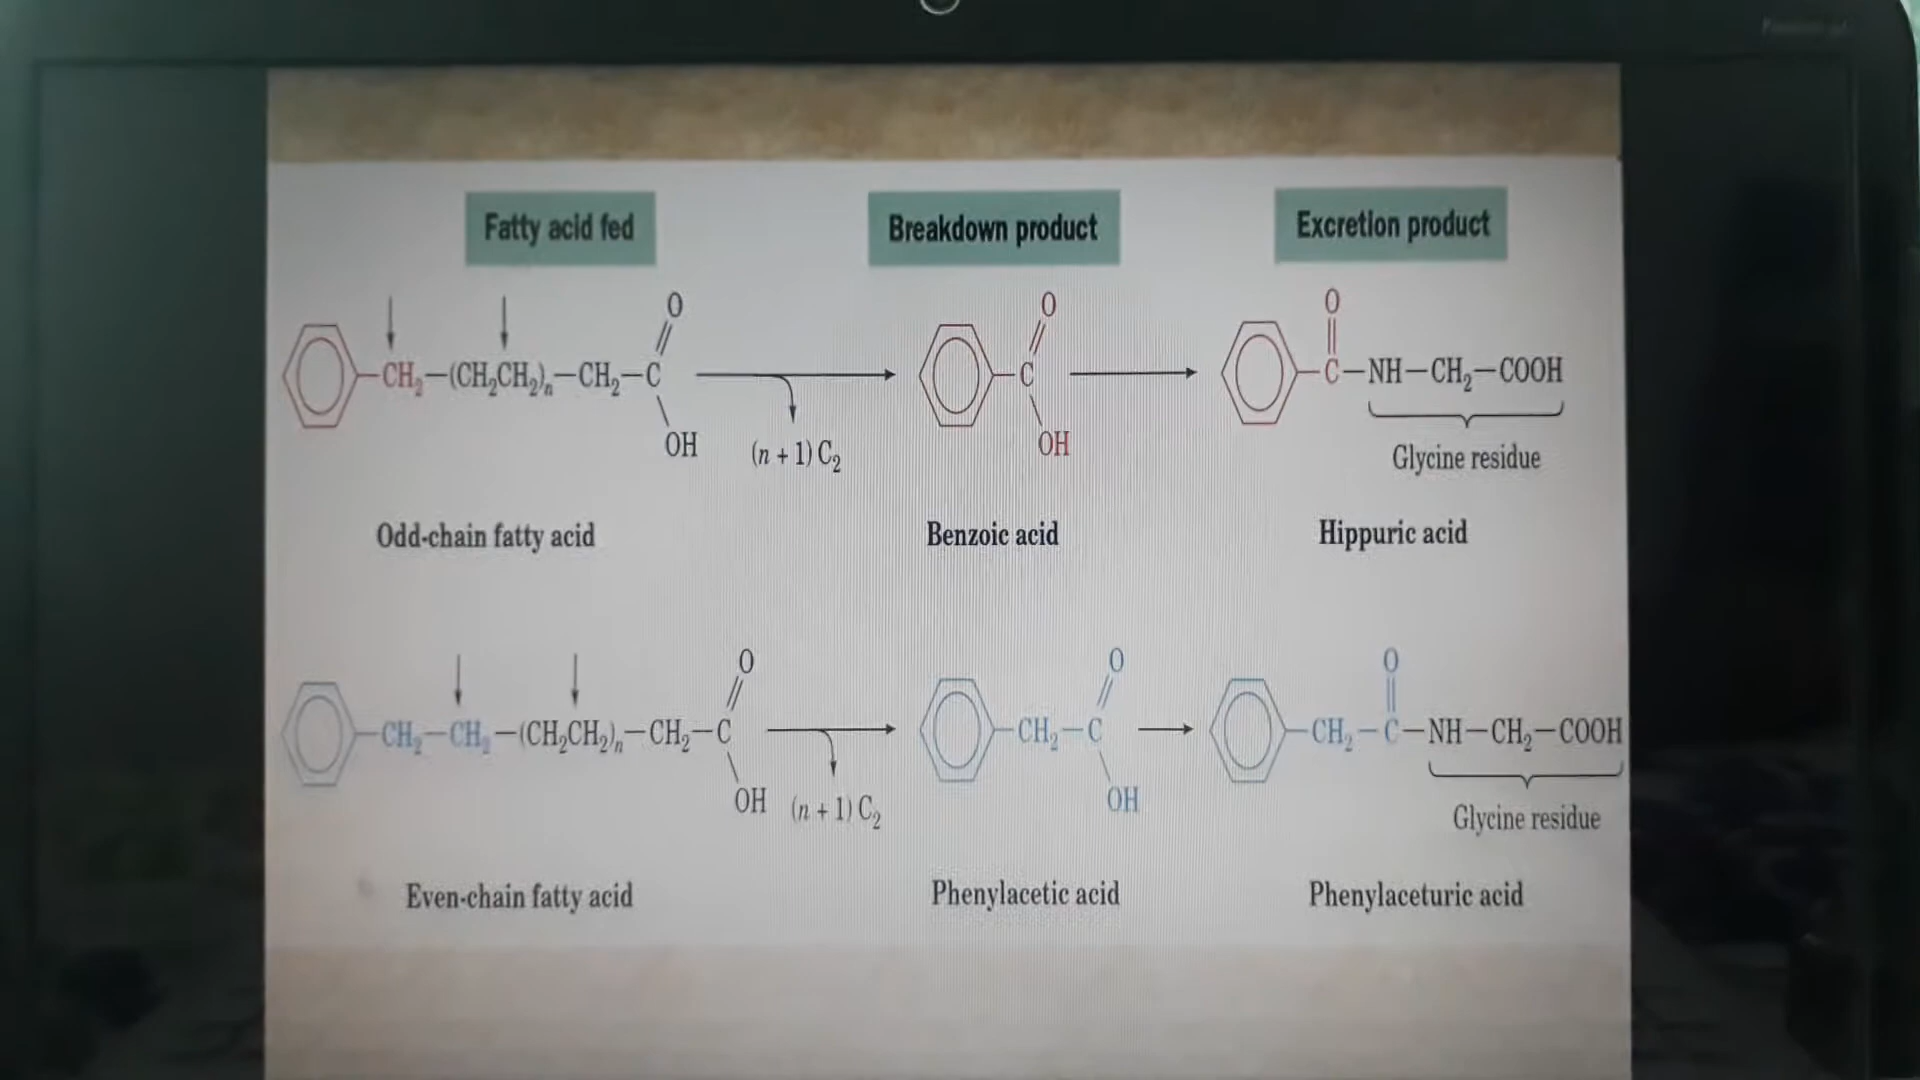 Fatty acid fed
Breakdown product
Excretion product
CH₂—(CH₂CH₂)ₙ—CH₂—C
O
OH
(n + 1) C₂
C
O
OH
O
C—NH—CH₂—COOH
Glycine residue
Odd-chain fatty acid
Benzoic acid
Hippuric acid
CH₂—CH₂—(CH₂CH₂)ₙ—CH₂—C
O
OH
(n + 1) C₂
CH₂—C
O
OH
O
CH₂—C—NH—CH₂—COOH
Glycine residue
Even-chain fatty acid
Phenylacetic acid
Phenylaceturic acid